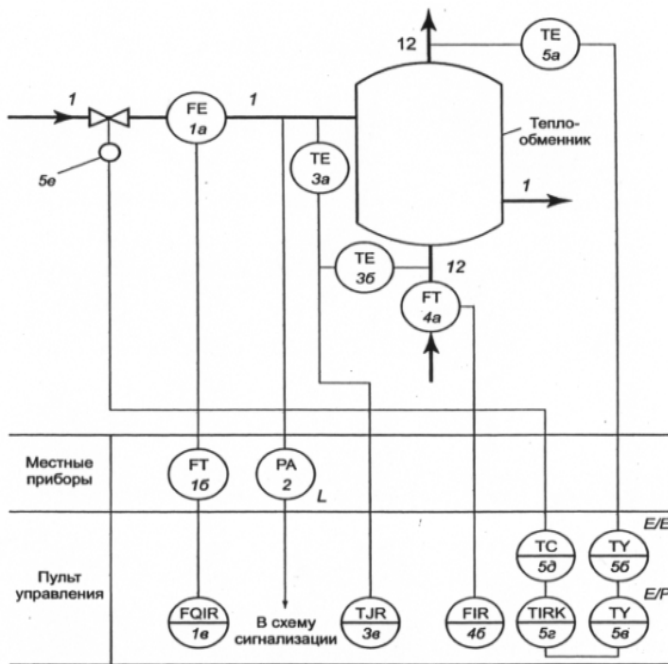 12
TE
5а
1
FE
1а
1
TE
3а
Тепло-
обменник
5е
1
TE
3б
12
FT
4а
Местные
приборы
FT
1б
PA
2
L
E/E
TC
5д
TY
5б
Пульт
управления
E/P
FQIR
1в
В схему
сигнализации
TJR
3в
FIR
4б
TIRK
5г
TY
5в